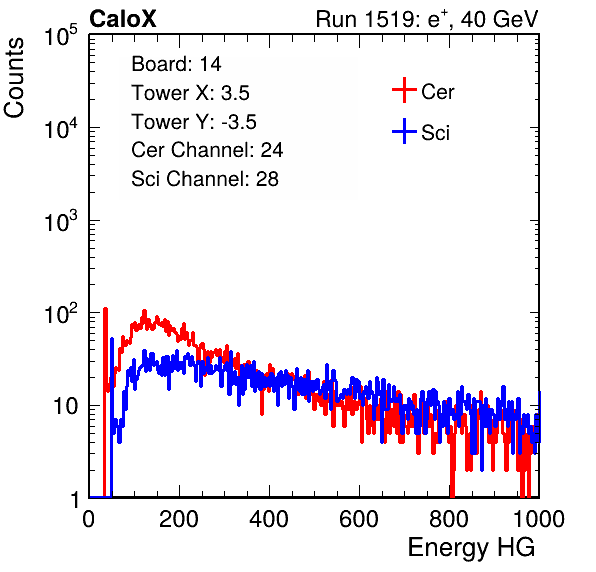 CaloX
Run 1519: e+, 40 GeV
Counts
Board: 14
Tower X: 3.5
Tower Y: -3.5
Cer Channel: 24
Sci Channel: 28
Cer
Sci
10^5
10^4
10^3
10^2
10
1
0 200 400 600 800 1000
Energy HG